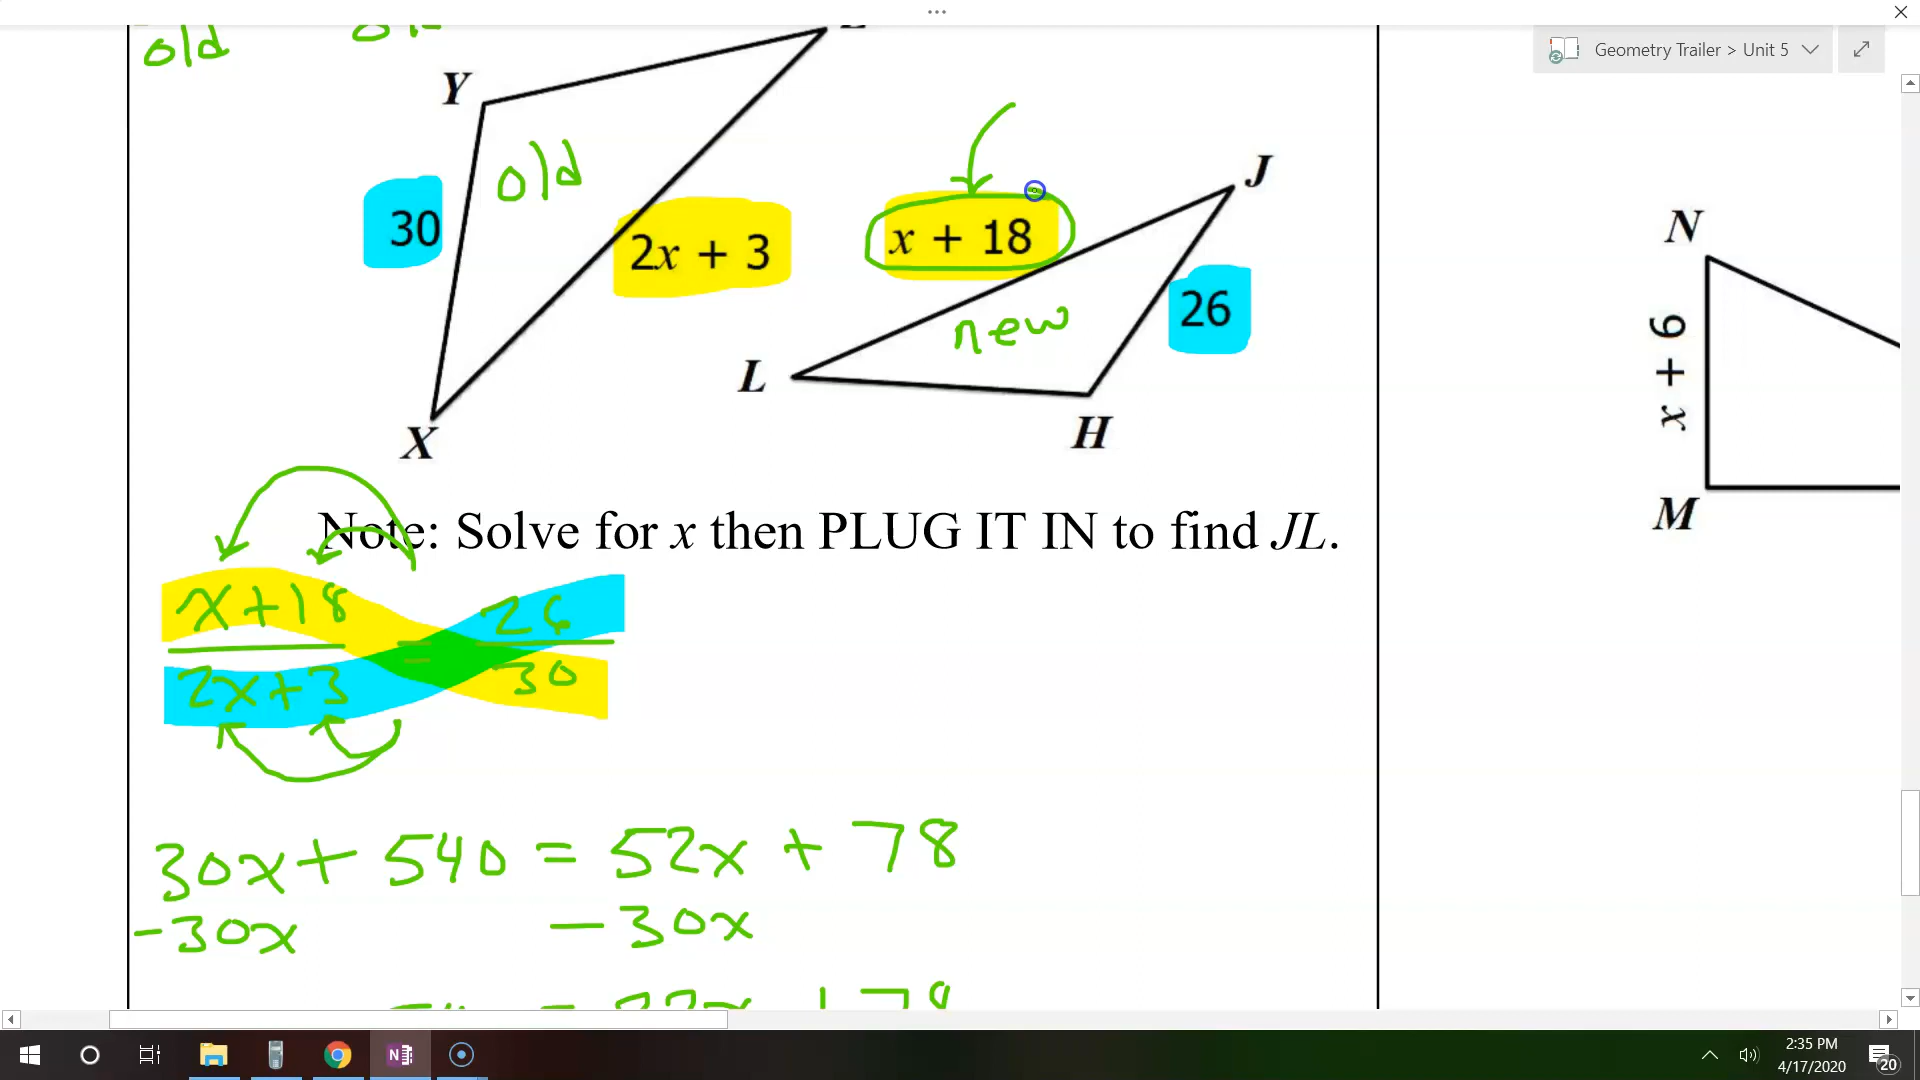 ...
Geometry Trailer > Unit 5
old
Y
old
30
2x + 3
x + 18
J
26
new
L
H
X
N
9 + x
M
Note: Solve for x then PLUG IT IN to find JL.
x+18 = 26
2x+3 30
30x + 540 = 52x + 78
-30x -30x
2:35 PM
4/17/2020
20